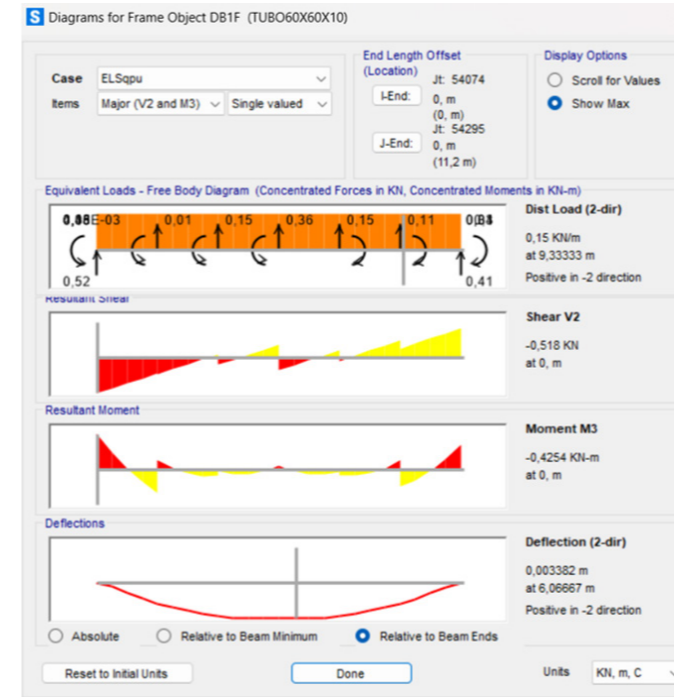 S Diagrams for Frame Object DB1F (TUBO60X60X10)
Case ELSqpu
Items Major (V2 and M3) Single valued
End Length Offset
(Location)
Jt: 54074
I-End: 0, m
(0, m)
Jt: 54295
J-End: 0, m
(11,2 m)
Display Options
Scroll for Values
Show Max
Equivalent Loads - Free Body Diagram (Concentrated Forces in KN, Concentrated Moments in KN-m)
0,01 0,15 0,36 0,15 0,11
0,52 0,41
Dist Load (2-dir)
0,15 KN/m
at 9,33333 m
Positive in -2 direction
Resultant Shear
Shear V2
-0,518 KN
at 0, m
Resultant Moment
Moment M3
-0,4254 KN-m
at 0, m
Deflections
Deflection (2-dir)
0,003382 m
at 6,06667 m
Positive in -2 direction
Absolute Relative to Beam Minimum Relative to Beam Ends
Reset to Initial Units Done Units KN, m, C